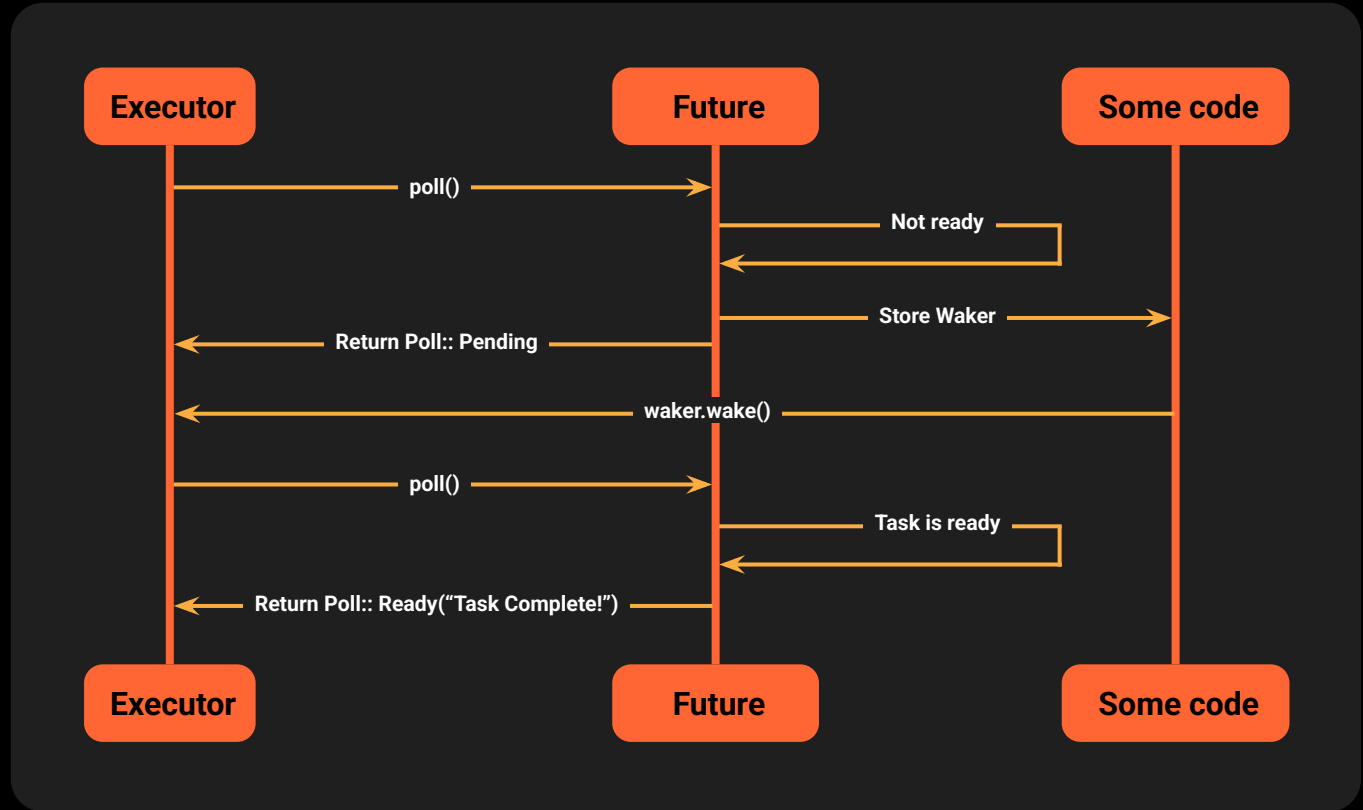 Executor
Future
Some code
poll()
Not ready
Store Waker
Return Poll:: Pending
waker.wake()
poll()
Task is ready
Return Poll:: Ready(“Task Complete!”)
Executor
Future
Some code